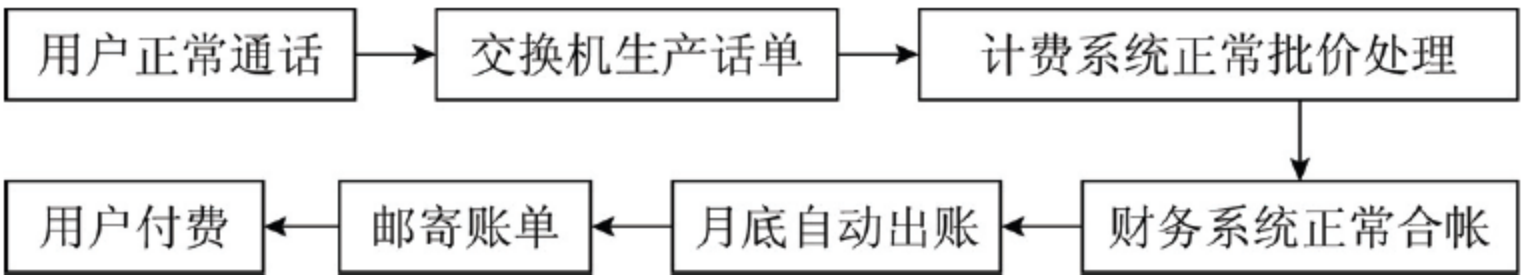 用户正常通话
交换机生产话单
计费系统正常批价处理
财务系统正常合帐
月底自动出账
邮寄账单
用户付费